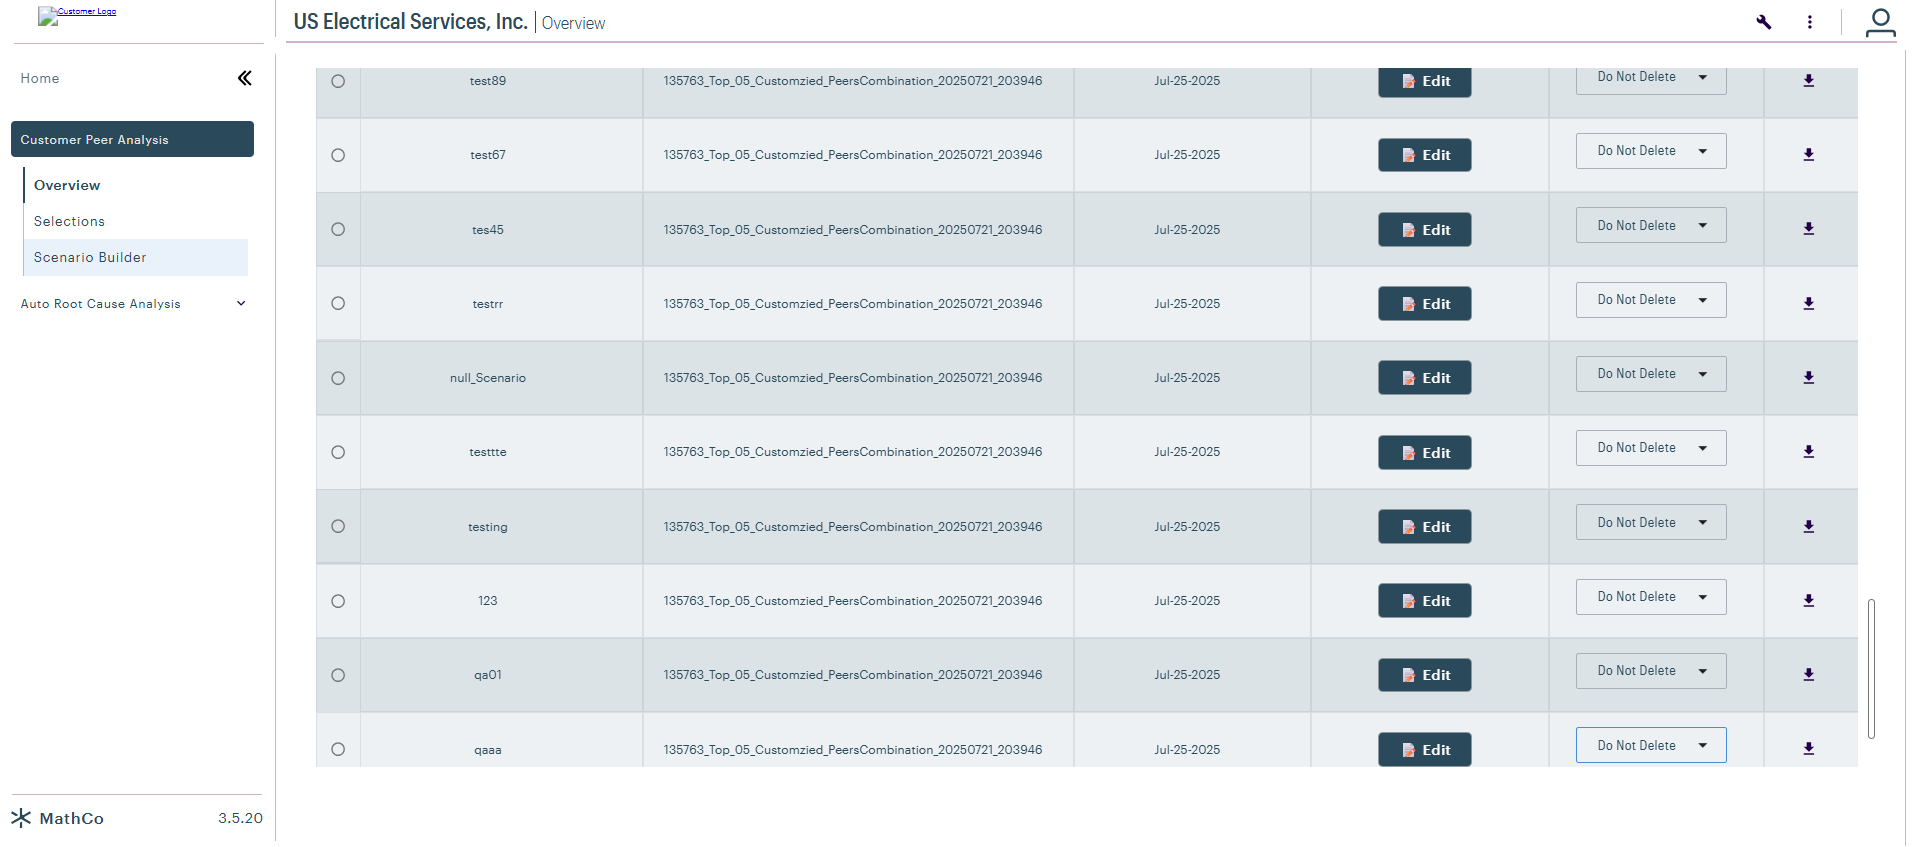 Customer Logo
US Electrical Services, Inc. Overview
Home
Customer Peer Analysis
Overview
Selections
Scenario Builder
Auto Root Cause Analysis
test89 135763_Top_05_Customzied_PeersCombination_20250721_203946 Jul-25-2025 Edit Do Not Delete
test67 135763_Top_05_Customzied_PeersCombination_20250721_203946 Jul-25-2025 Edit Do Not Delete
tes45 135763_Top_05_Customzied_PeersCombination_20250721_203946 Jul-25-2025 Edit Do Not Delete
testrr 135763_Top_05_Customzied_PeersCombination_20250721_203946 Jul-25-2025 Edit Do Not Delete
null_Scenario 135763_Top_05_Customzied_PeersCombination_20250721_203946 Jul-25-2025 Edit Do Not Delete
testtte 135763_Top_05_Customzied_PeersCombination_20250721_203946 Jul-25-2025 Edit Do Not Delete
testing 135763_Top_05_Customzied_PeersCombination_20250721_203946 Jul-25-2025 Edit Do Not Delete
123 135763_Top_05_Customzied_PeersCombination_20250721_203946 Jul-25-2025 Edit Do Not Delete
qa01 135763_Top_05_Customzied_PeersCombination_20250721_203946 Jul-25-2025 Edit Do Not Delete
qaaa 135763_Top_05_Customzied_PeersCombination_20250721_203946 Jul-25-2025 Edit Do Not Delete
MathCo 3.5.20